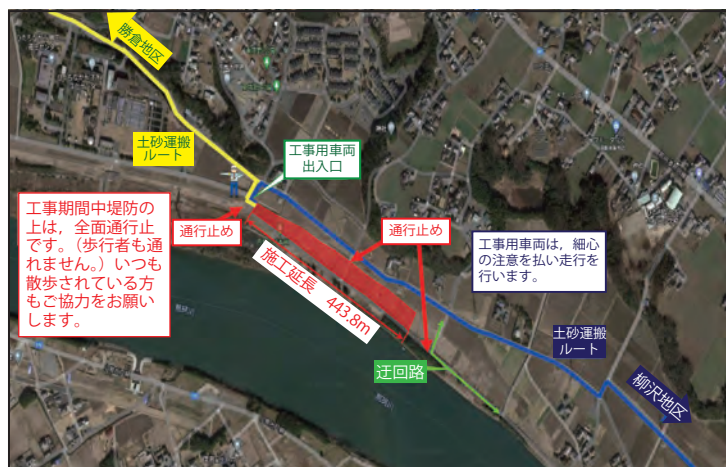 勝倉地区
土砂運搬
ルート
工事用車両
出入口
工事期間中堤防の
上は，全面通行止
です。（歩行者も通
れません。）いつも
散歩されている方
もご協力をお願い
します。
通行止め
通行止め
工事用車両は，細心
の注意を払い走行を
行います。
施工延長 443.8m
迂回路
土砂運搬
ルート
柳沢地区
那珂川
那珂川